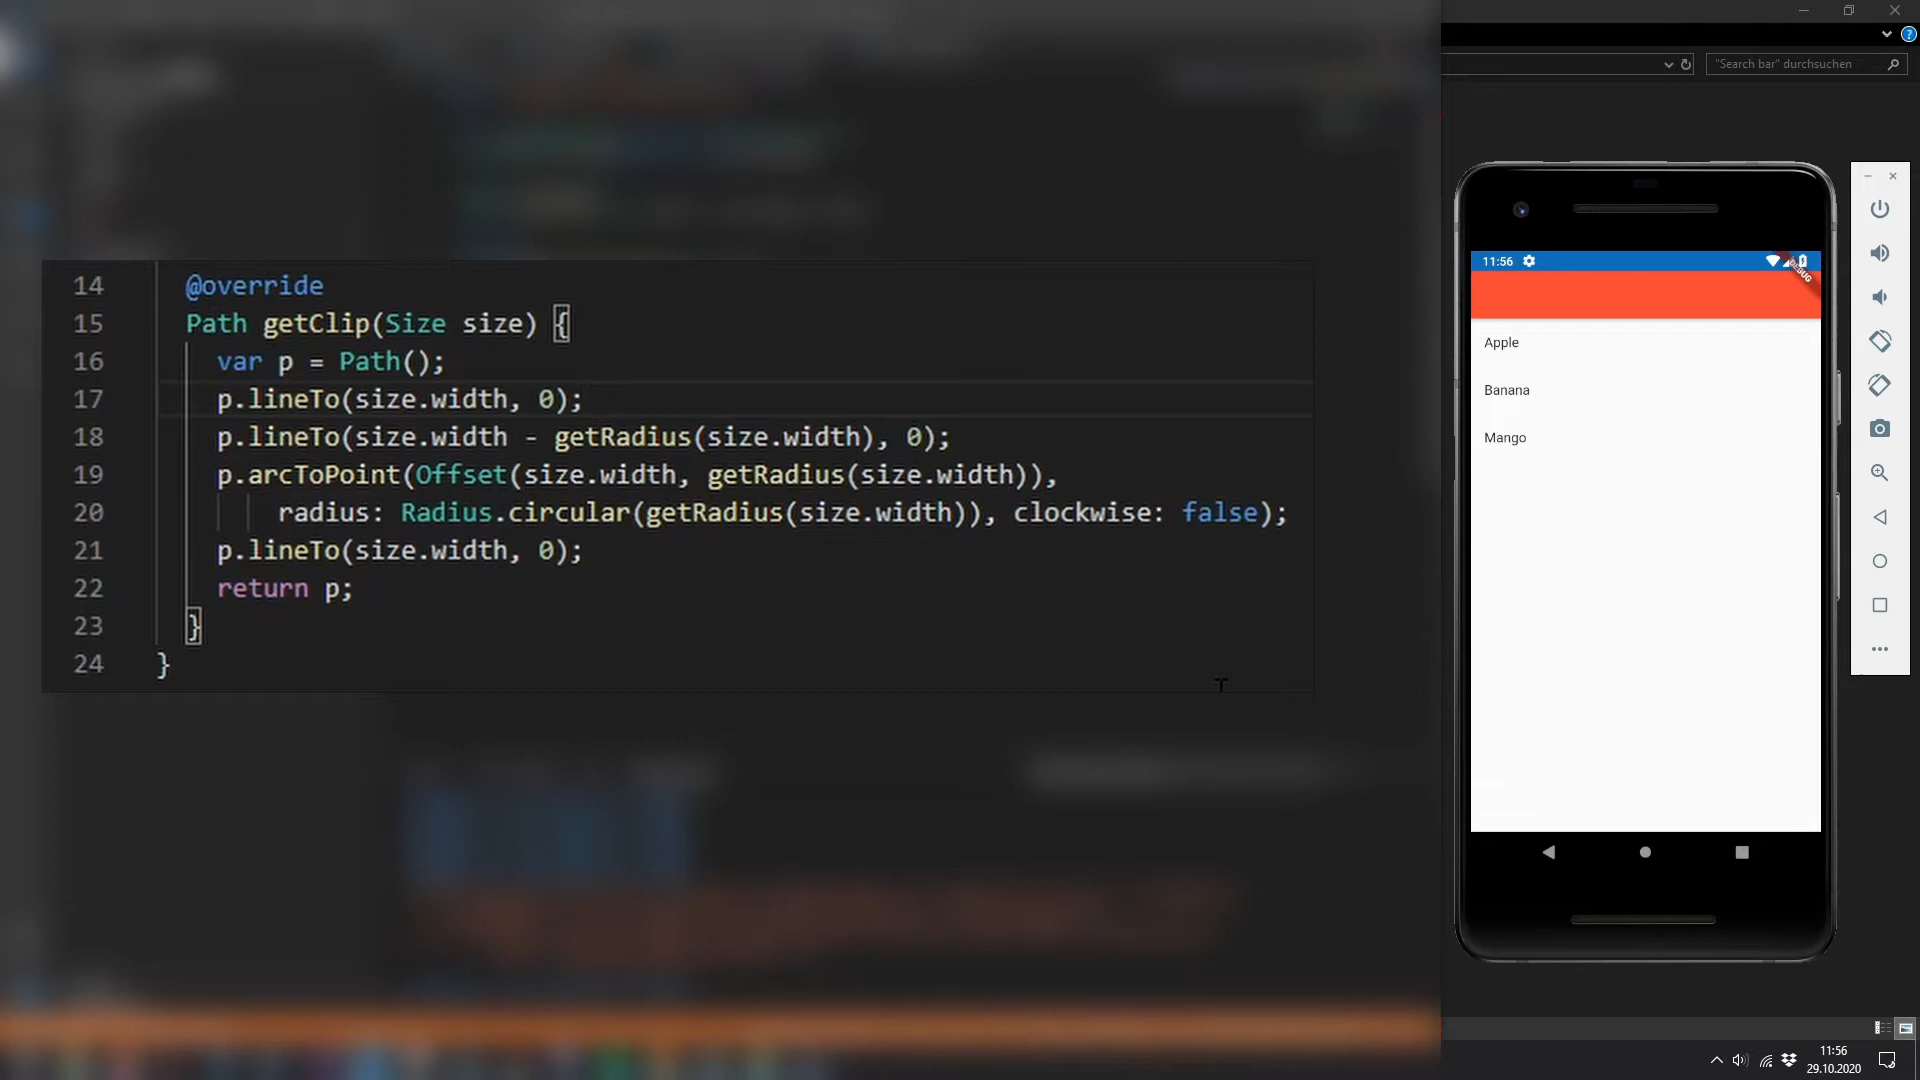 "Search bar" durchsuchen
14 @override
15 Path getClip(Size size) {
16 var p = Path();
17 p.lineTo(size.width, 0);
18 p.lineTo(size.width - getRadius(size.width), 0);
19 p.arcToPoint(Offset(size.width, getRadius(size.width)),
20 radius: Radius.circular(getRadius(size.width)), clockwise: false);
21 p.lineTo(size.width, 0);
22 return p;
23 }
24 }
11:56
DEBUG
Apple
Banana
Mango
11:56
29.10.2020